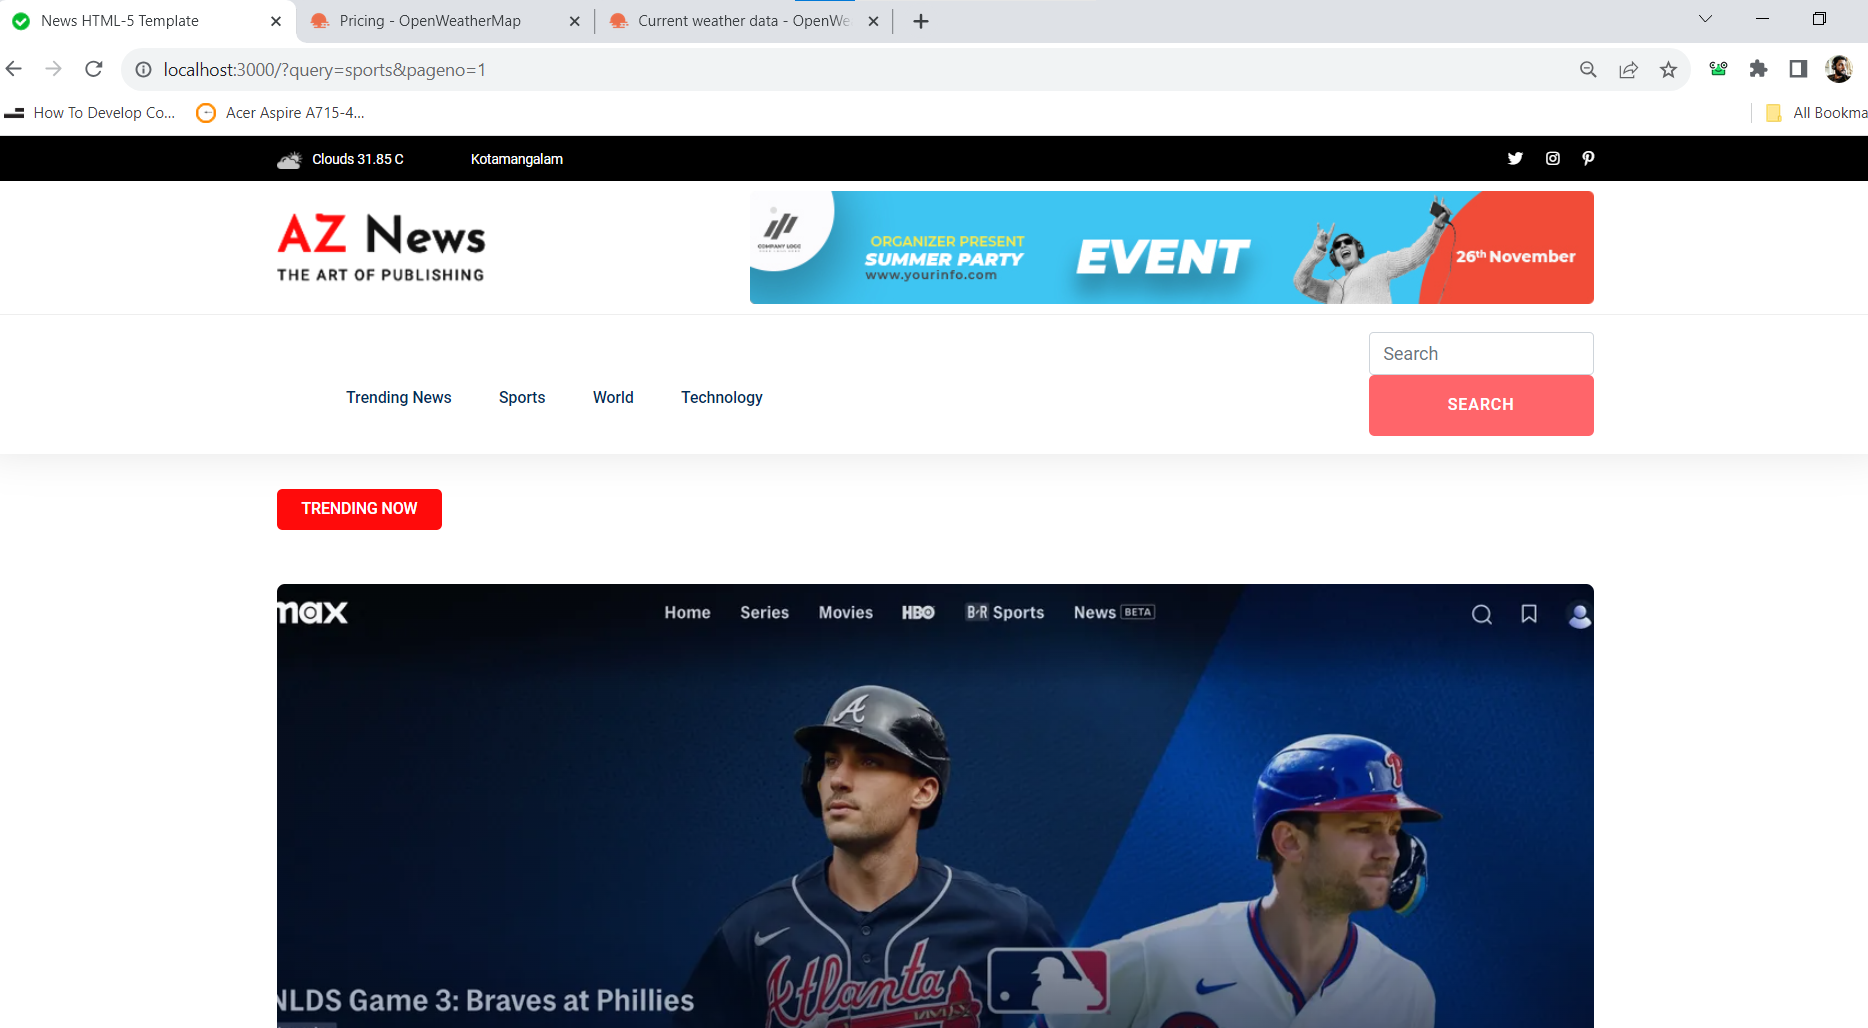 News HTML-5 Template
Pricing - OpenWeatherMap
Current weather data - OpenWe
localhost:3000/?query=sports&pageno=1
How To Develop Co...
Acer Aspire A715-4...
All Bookma
Clouds 31.85 C
Kotamangalam
AZ News
THE ART OF PUBLISHING
COMPANY LOGO
ORGANIZER PRESENT
SUMMER PARTY
www.yourinfo.com
EVENT
26th November
Search
SEARCH
Trending News
Sports
World
Technology
TRENDING NOW
max
Home
Series
Movies
HBO
B/R Sports
News BETA
A
P
Atlanta
NLDS Game 3: Braves at Phillies